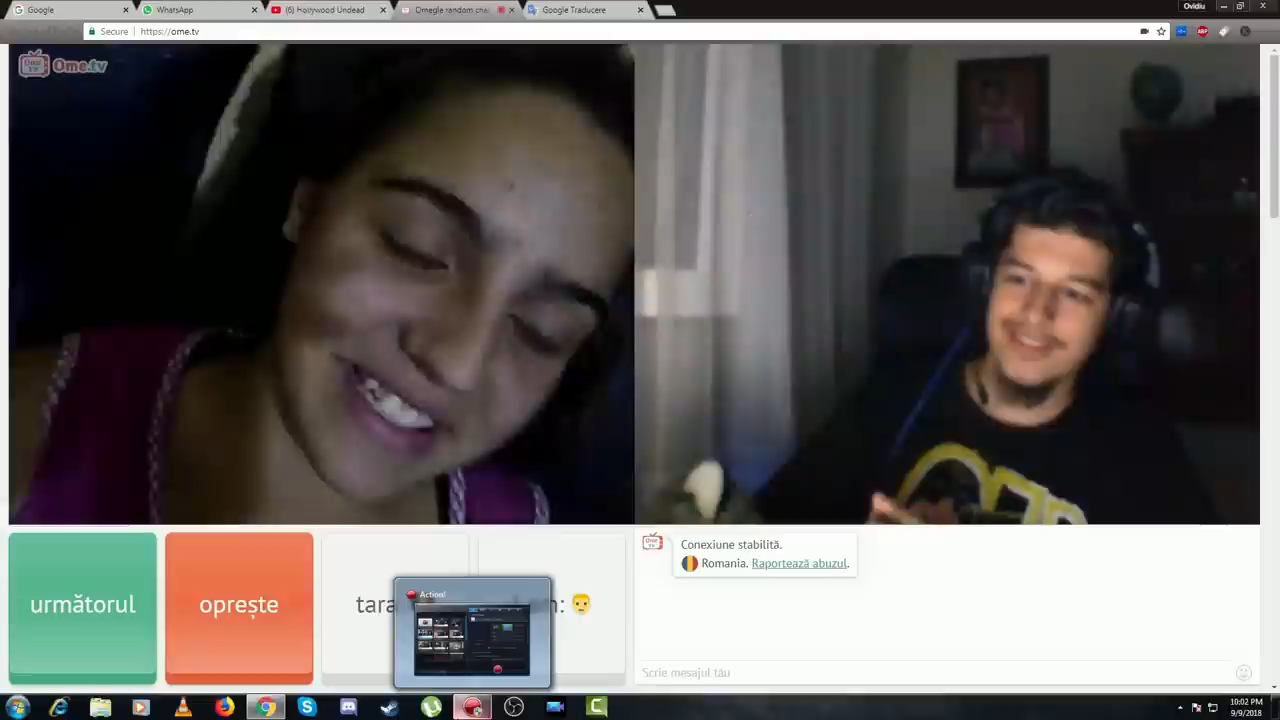 Google
WhatsApp
(6) Hollywood Undead
Omegle random cha
Google Traducere
Ovidiu
Secure
https://ome.tv
Ome.tv
Conexiune stabilită.
Romania. Raportează abuzul.
următorul
oprește
Action!
Scrie mesajul tău
10:02 PM
9/9/2018